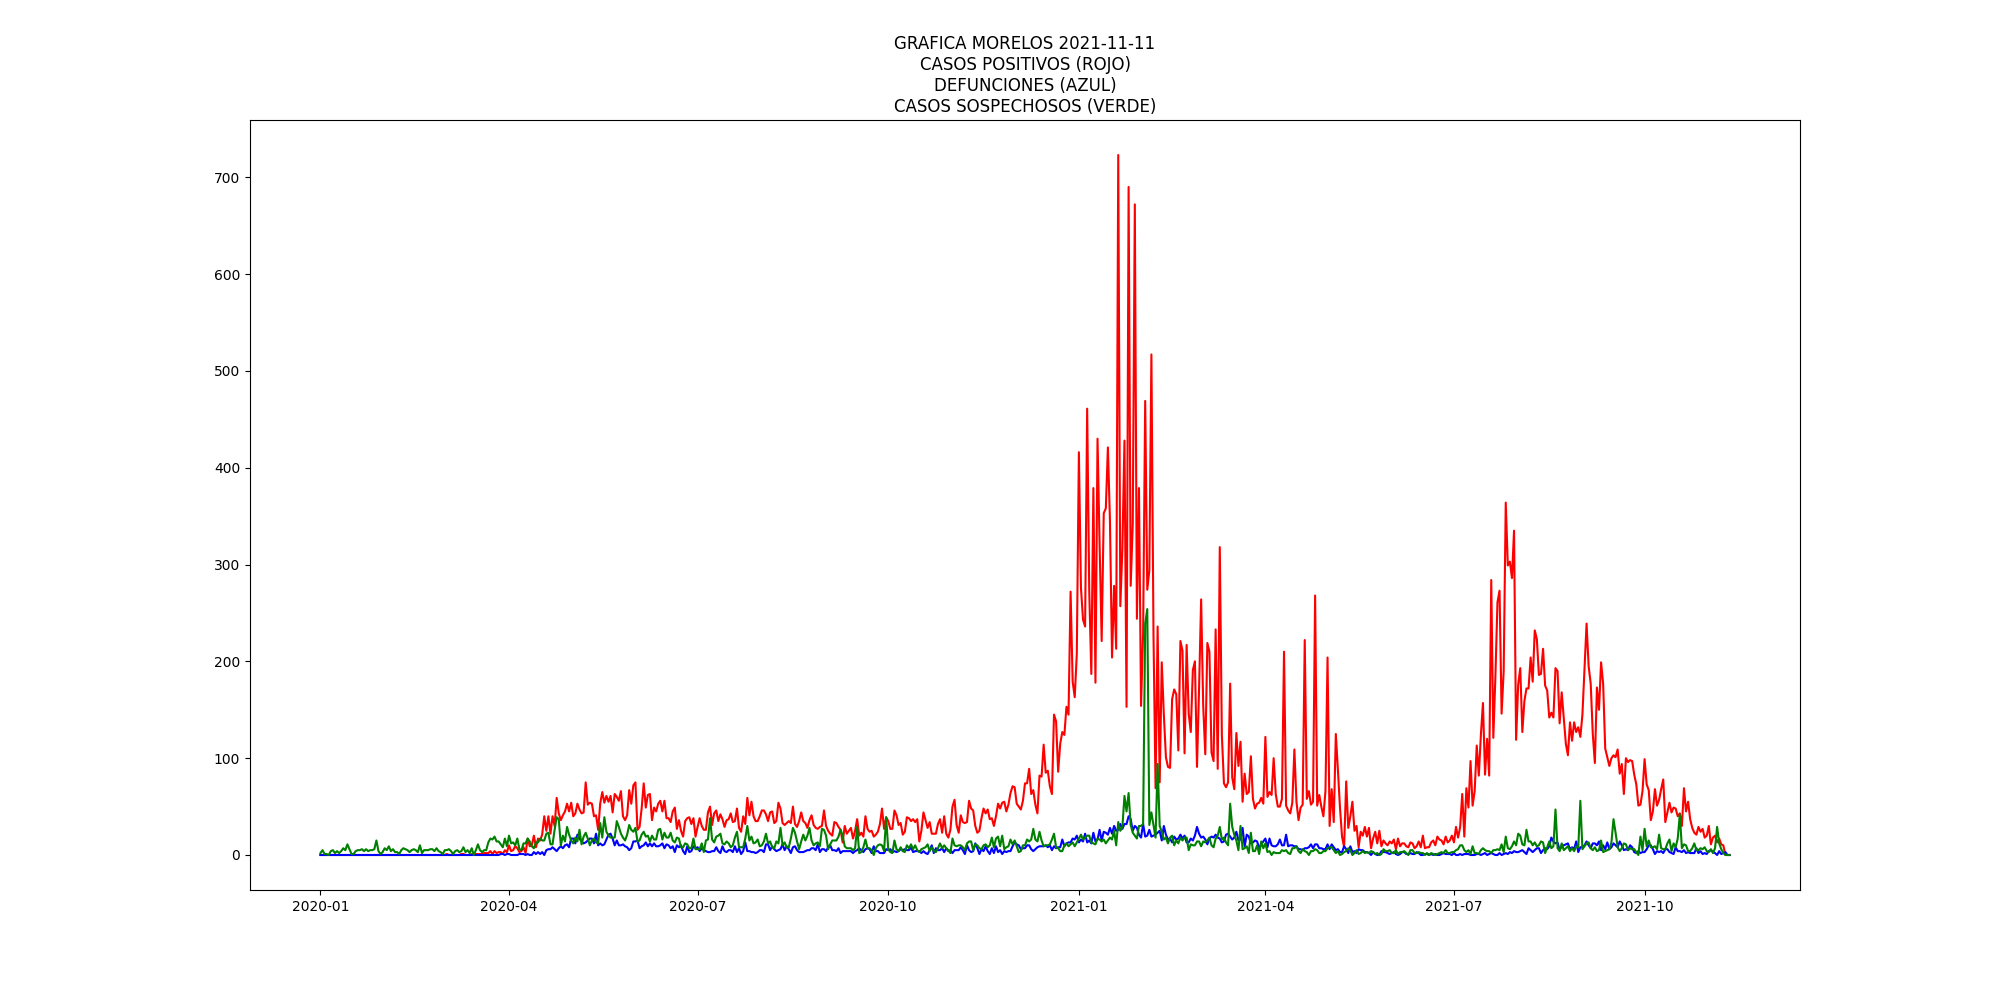 GRAFICA MORELOS 2021-11-11
CASOS POSITIVOS (ROJO)
DEFUNCIONES (AZUL)
CASOS SOSPECHOSOS (VERDE)
700
600
500
400
300
200
100
0
2020-01 2020-04 2020-07 2020-10 2021-01 2021-04 2021-07 2021-10